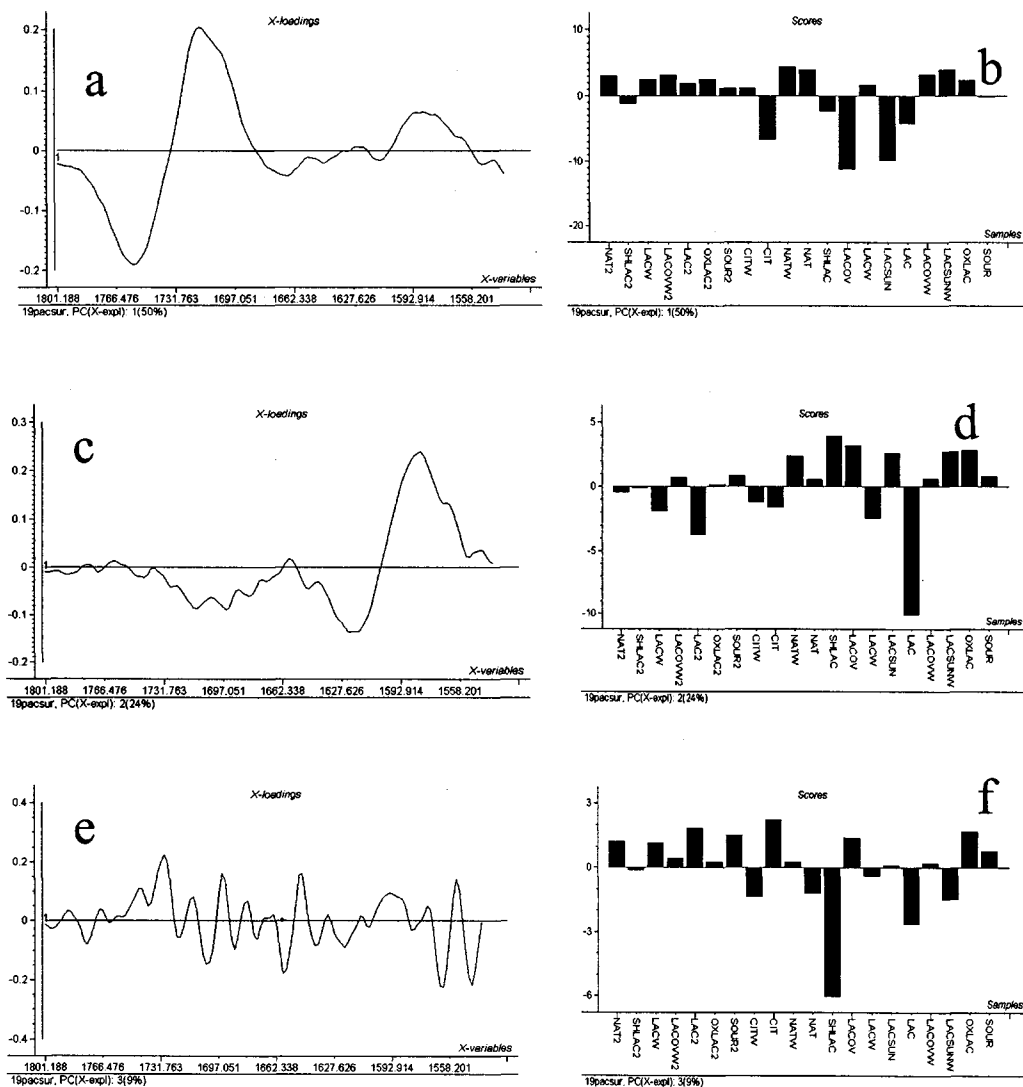 X-loadings
a
0.2
0.1
0
-0.1
-0.2
X-variables
1801.188 1766.476 1731.763 1697.051 1662.338 1627.626 1592.914 1558.201
19pacsur, PC(X-expl): 1(50%)
Scores
b
10
0
-10
-20
Samples
NAT2 SHLAC2 LACW LACOVW2 LAC2 OXLAC2 SOUR2 CITW CIT NATW NAT SHLAC LACOV LACW LACSUN LAC LACOVW LACSUNW OXLAC SOUR
19pacsur, PC(X-expl): 1(50%)
X-loadings
c
0.3
0.2
0.1
0
-0.1
-0.2
X-variables
1801.188 1766.476 1731.763 1697.051 1662.338 1627.626 1592.914 1558.201
19pacsur, PC(X-expl): 2(24%)
Scores
d
5
0
-5
-10
Samples
NAT2 SHLAC2 LACW LACOVW2 LAC2 OXLAC2 SOUR2 CITW CIT NATW NAT SHLAC LACOV LACW LACSUN LAC LACOVW LACSUNW OXLAC SOUR
19pacsur, PC(X-expl): 2(24%)
X-loadings
e
0.4
0.2
0
-0.2
-0.4
X-variables
1801.188 1766.476 1731.763 1697.051 1662.338 1627.626 1592.914 1558.201
19pacsur, PC(X-expl): 3(9%)
Scores
f
3
0
-3
-6
Samples
NAT2 SHLAC2 LACW LACOVW2 LAC2 OXLAC2 SOUR2 CITW CIT NATW NAT SHLAC LACOV LACW LACSUN LAC LACOVW LACSUNW OXLAC SOUR
19pacsur, PC(X-expl): 3(9%)